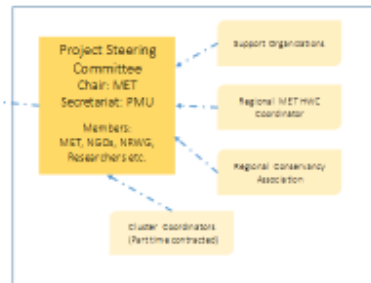 Project Steering
Committee
Chair: MET
Secretariat: PMU
Members:
MET, NGOs, NRWG,
Researchers etc.
Support Organizations
Regional MET HWC
Coordinator
Regional Conservancy
Association
Cluster Coordinators
(Part time contracted)